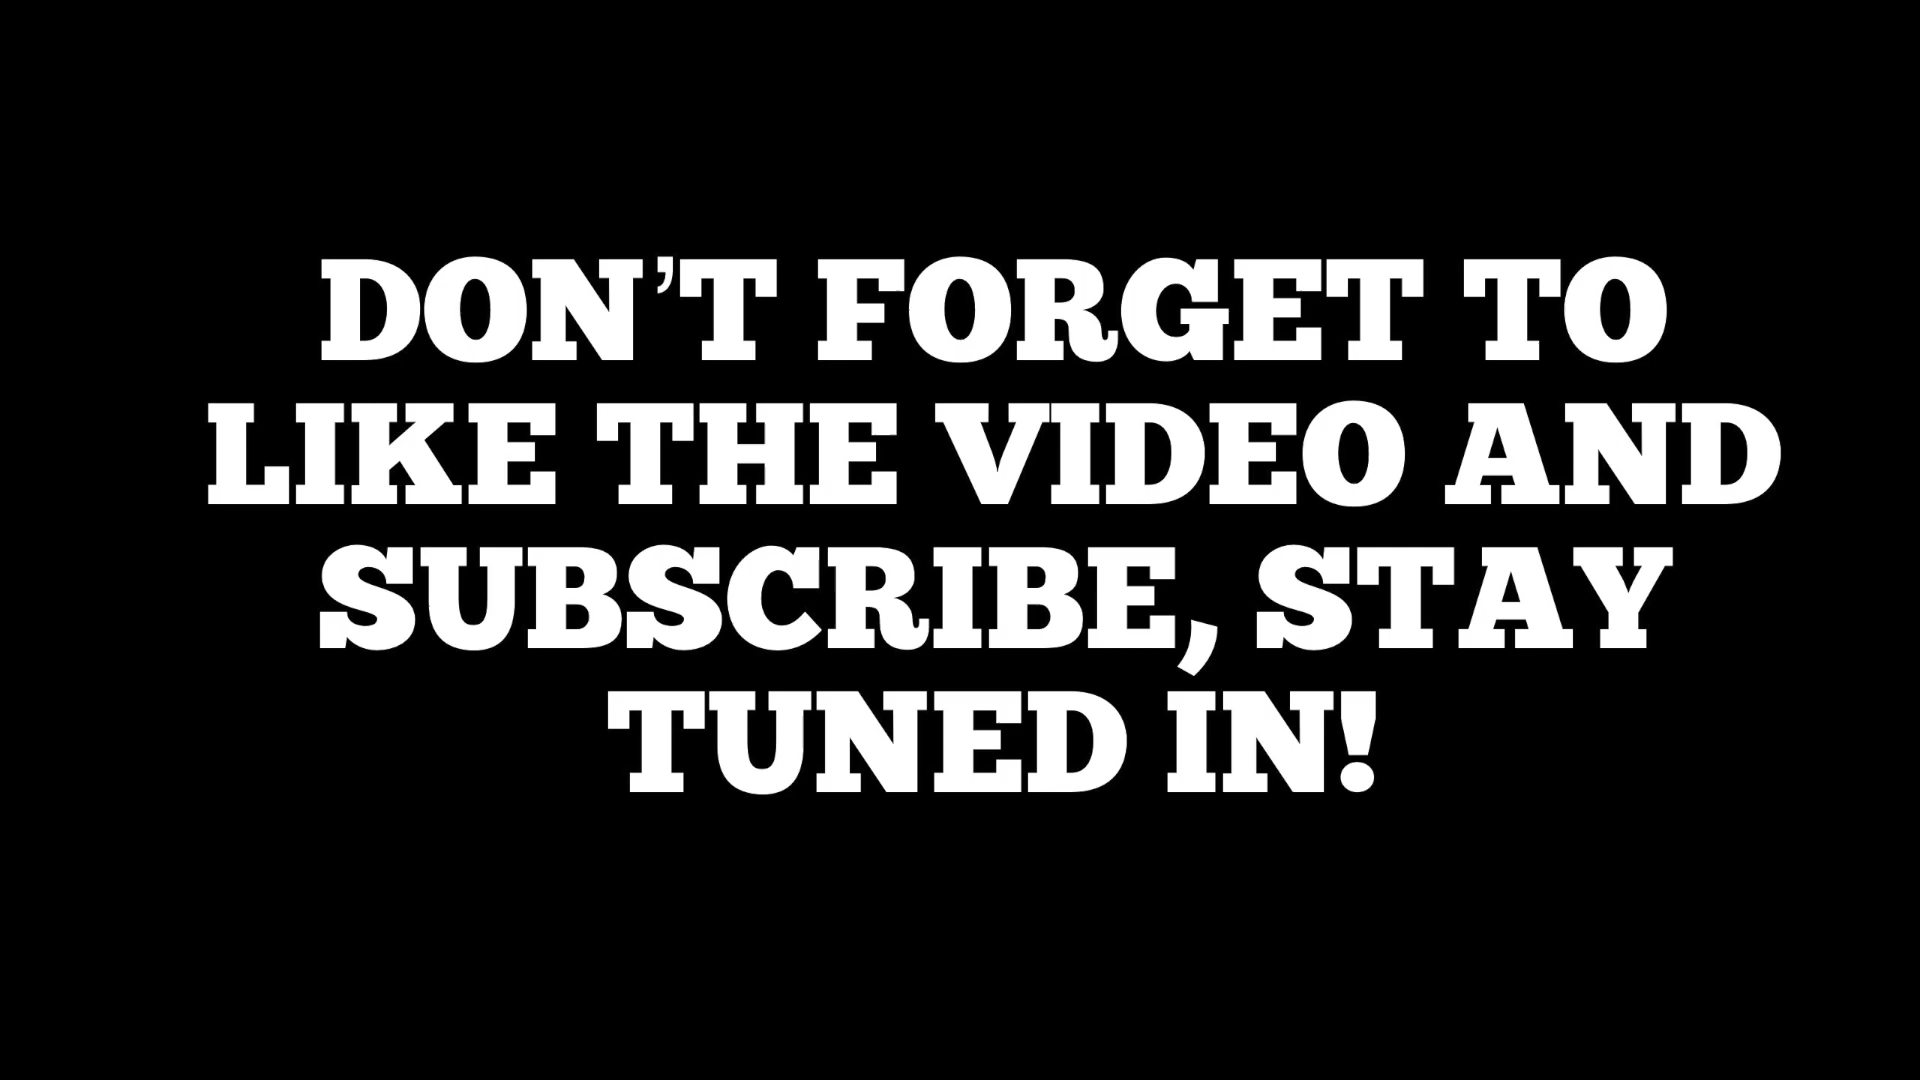 DON'T FORGET TO
LIKE THE VIDEO AND
SUBSCRIBE, STAY
TUNED IN!